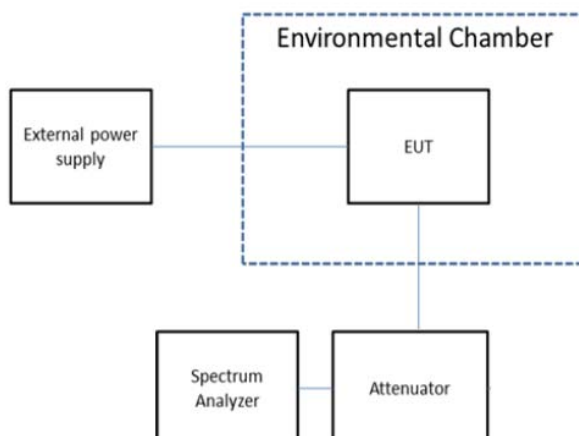 Environmental Chamber
External power
supply
EUT
Spectrum
Analyzer
Attenuator